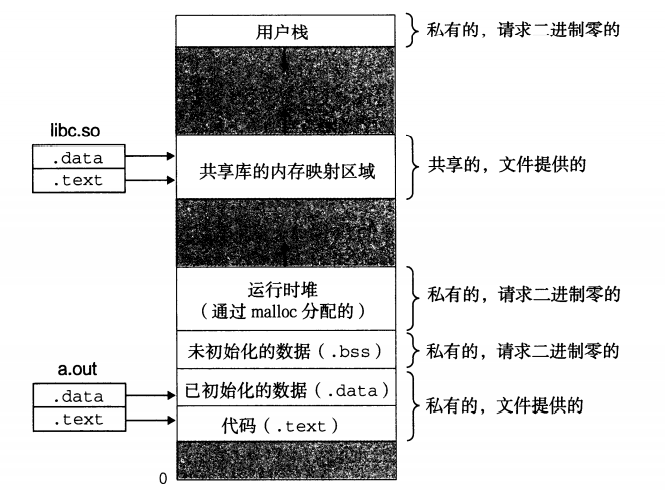 用户栈
私有的，请求二进制零的
libc.so
.data
.text
共享库的内存映射区域
共享的，文件提供的
运行时堆
（通过 malloc 分配的）
私有的，请求二进制零的
未初始化的数据（.bss）
私有的，请求二进制零的
a.out
.data
.text
已初始化的数据（.data）
代码（.text）
私有的，文件提供的
0